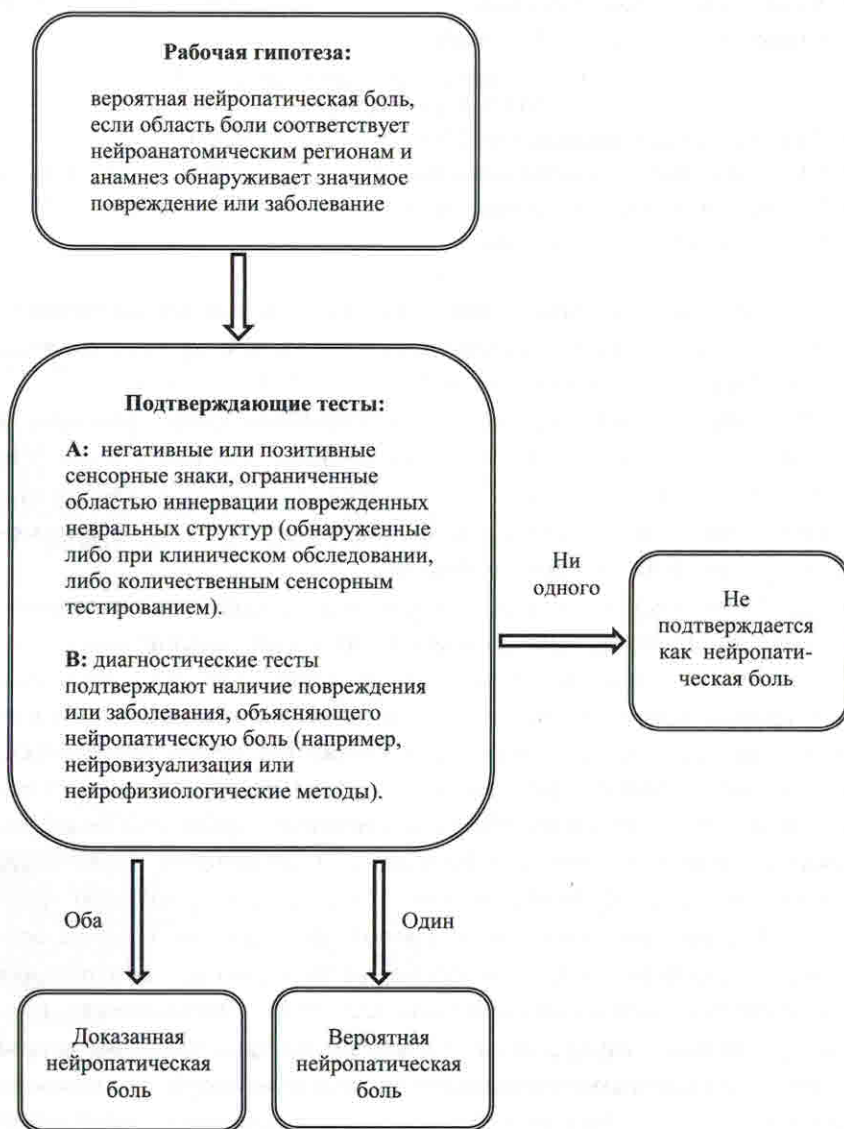 Рабочая гипотеза:
вероятная нейропатическая боль,
если область боли соответствует
нейроанатомическим регионам и
анамнез обнаруживает значимое
повреждение или заболевание
Подтверждающие тесты:
А: негативные или позитивные
сенсорные знаки, ограниченные
областью иннервации поврежденных
невральных структур (обнаруженные
либо при клиническом обследовании,
либо количественным сенсорным
тестированием).
В: диагностические тесты
подтверждают наличие повреждения
или заболевания, объясняющего
нейропатическую боль (например,
нейровизуализация или
нейрофизиологические методы).
Ни
одного
Не
подтверждается
как нейропати-
ческая боль
Оба
Один
Доказанная
нейропатическая
боль
Вероятная
нейропатическая
боль